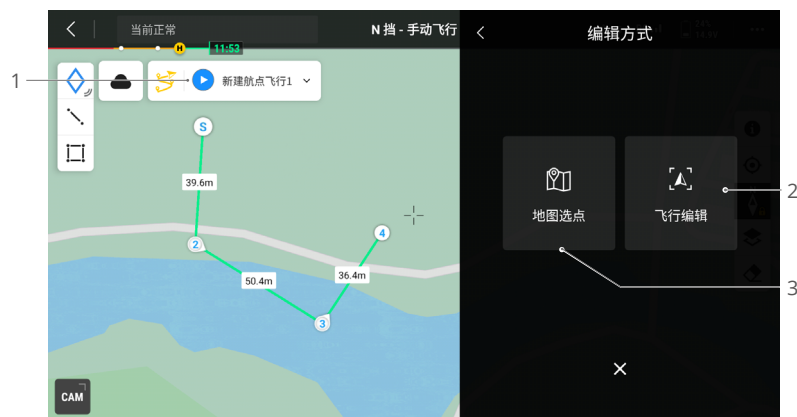 当前正常
N 挡 - 手动飞行
编辑方式
H
11:53
1
新建航点飞行1
S
39.6m
2
4
50.4m
36.4m
3
地图选点
飞行编辑
2
3
CAM